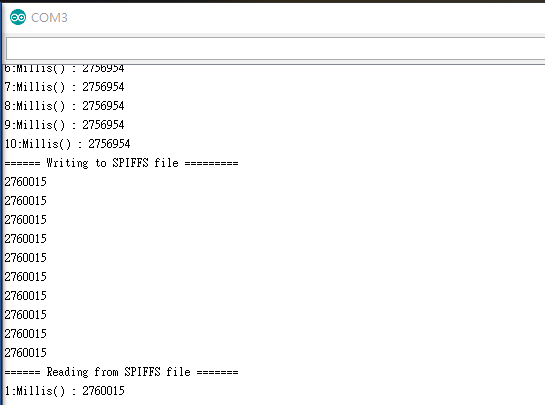 COM3
6:Millis() : 2756954
7:Millis() : 2756954
8:Millis() : 2756954
9:Millis() : 2756954
10:Millis() : 2756954
====== Writing to SPIFFS file =========
2760015
2760015
2760015
2760015
2760015
2760015
2760015
2760015
2760015
2760015
====== Reading from SPIFFS file =======
1:Millis() : 2760015